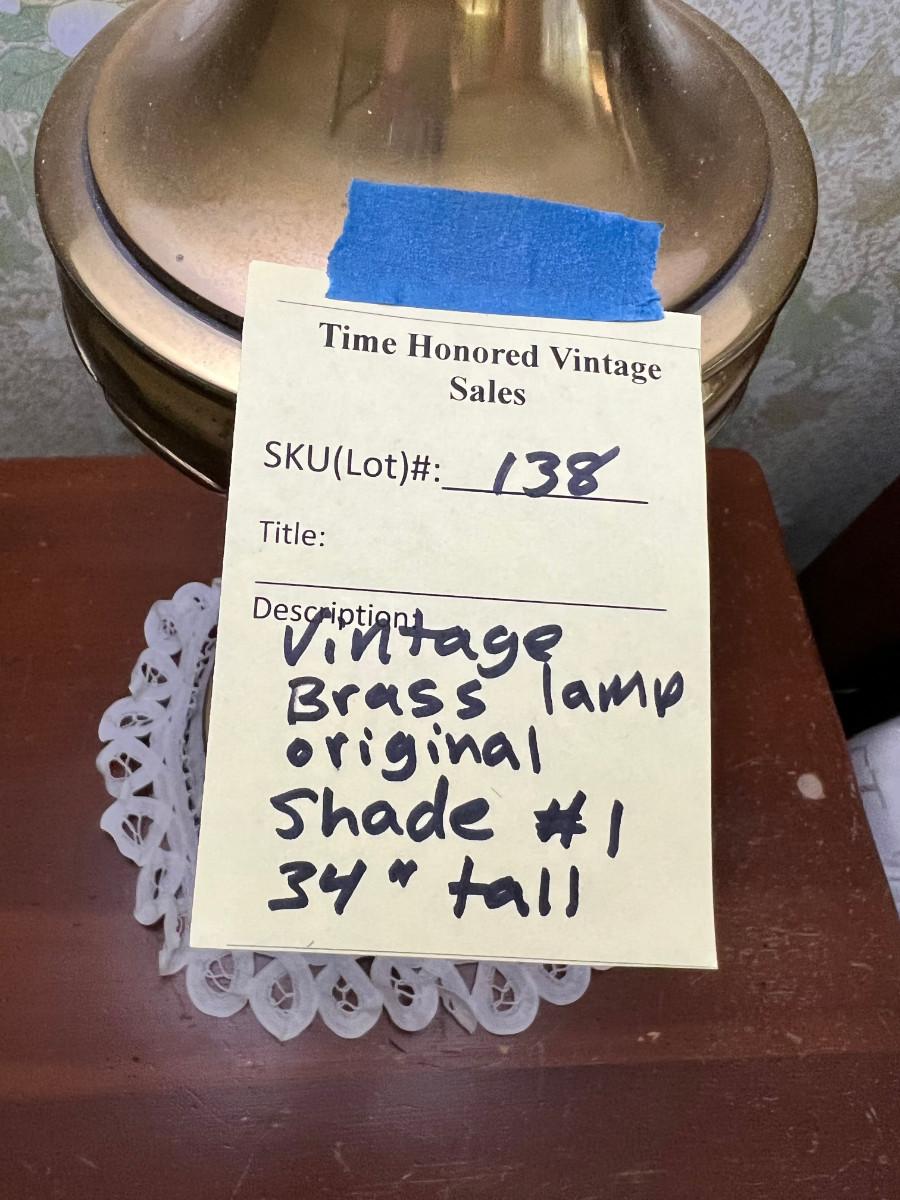 Time Honored Vintage
Sales
SKU(Lot)#: 138
Title:
Description:
Vintage
Brass lamp
original
Shade #1
34" tall